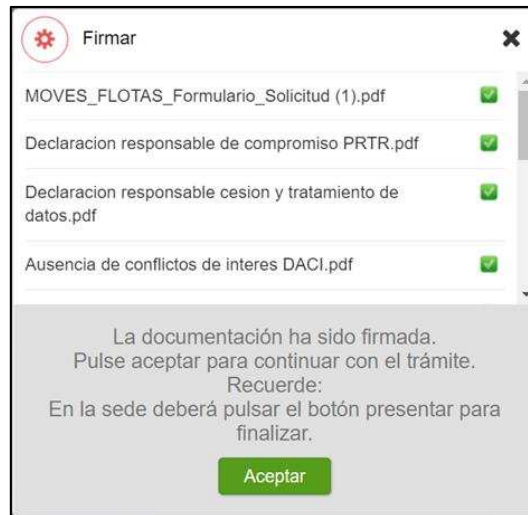 Firmar
MOVES_FLOTAS_Formulario_Solicitud (1).pdf
Declaracion responsable de compromiso PRTR.pdf
Declaracion responsable cesion y tratamiento de
datos.pdf
Ausencia de conflictos de interes DACI.pdf
La documentación ha sido firmada.
Pulse aceptar para continuar con el trámite.
Recuerde:
En la sede deberá pulsar el botón presentar para
finalizar.
Aceptar